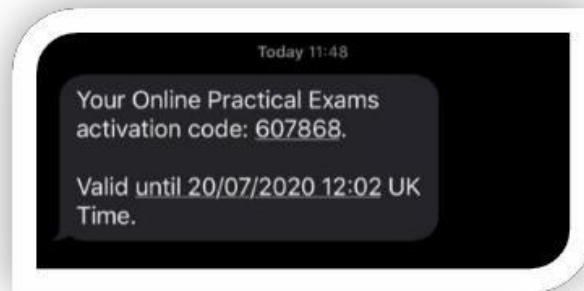 Today 11:48
Your Online Practical Exams
activation code: 607868.
Valid until 20/07/2020 12:02 UK
Time.